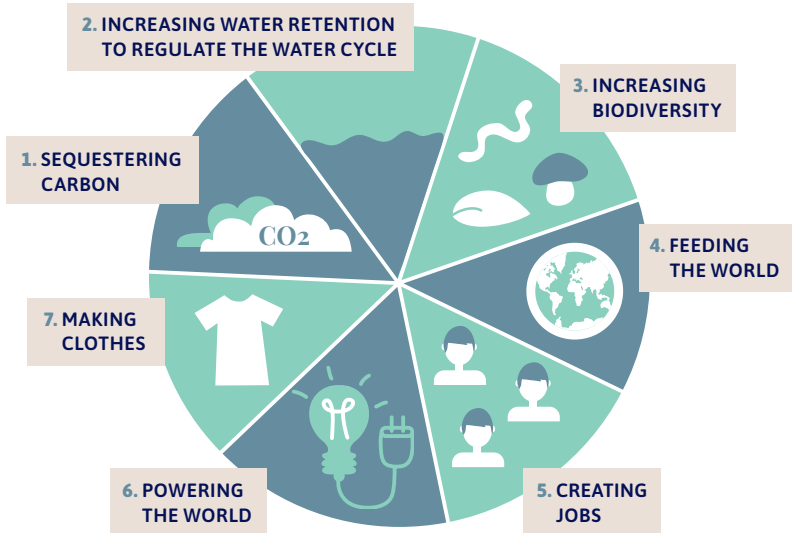 1. SEQUESTERING
CARBON
2. INCREASING WATER RETENTION
TO REGULATE THE WATER CYCLE
3. INCREASING
BIODIVERSITY
4. FEEDING
THE WORLD
5. CREATING
JOBS
6. POWERING
THE WORLD
7. MAKING
CLOTHES
CO2